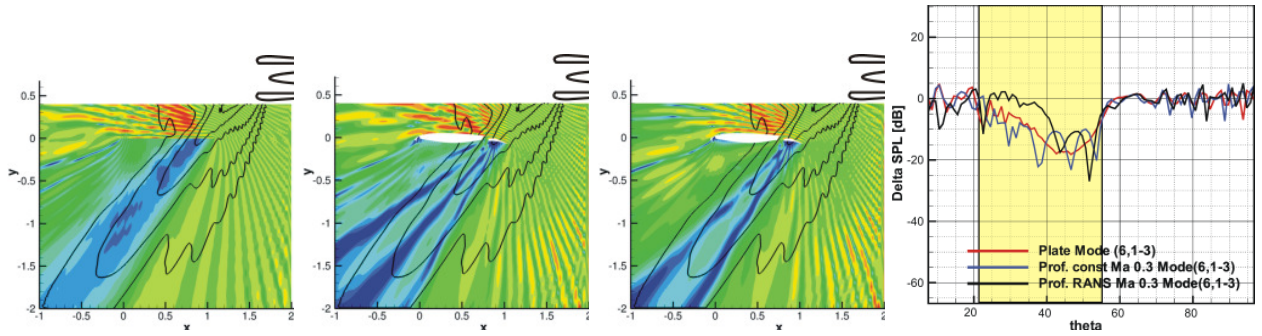 0.5
0
-0.5
-1
-1.5
-2
y
-1 -0.5 0 0.5 1 1.5 2
x
0.5
0
-0.5
-1
-1.5
-2
y
-1 -0.5 0 0.5 1 1.5 2
x
0.5
0
-0.5
-1
-1.5
-2
y
-1 -0.5 0 0.5 1 1.5 2
x
Delta SPL [dB]
20
0
-20
-40
-60
Plate Mode (6,1-3)
Prof. const Ma 0.3 Mode(6,1-3)
Prof. RANS Ma 0.3 Mode(6,1-3)
20 40 60 80
theta